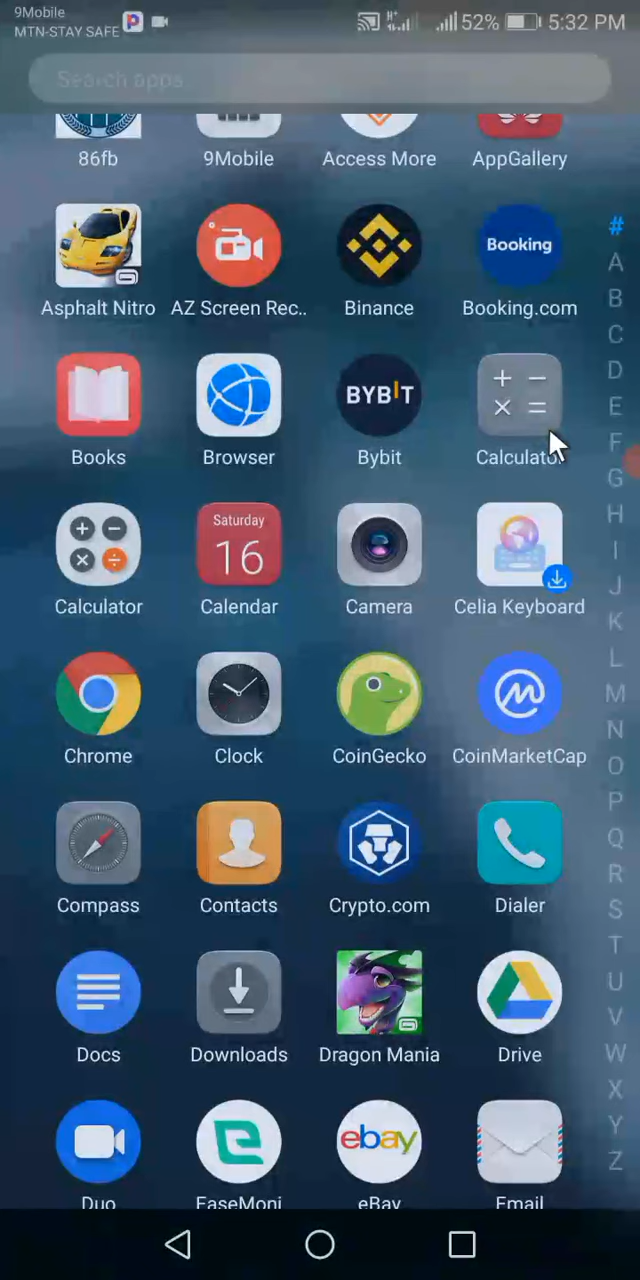 9Mobile
MTN-STAY SAFE
52% 5:32 PM
Search apps
86fb 9Mobile Access More AppGallery
Booking
Asphalt Nitro AZ Screen Rec.. Binance Booking.com
BYBIT
Books Browser Bybit Calculator
Saturday
16
Calculator Calendar Camera Celia Keyboard
Chrome Clock CoinGecko CoinMarketCap
Compass Contacts Crypto.com Dialer
Docs Downloads Dragon Mania Drive
ebay
Duo EaseMoni eBay Email
#
A
B
C
D
E
F
G
H
I
J
K
L
M
N
O
P
Q
R
S
T
U
V
W
X
Y
Z